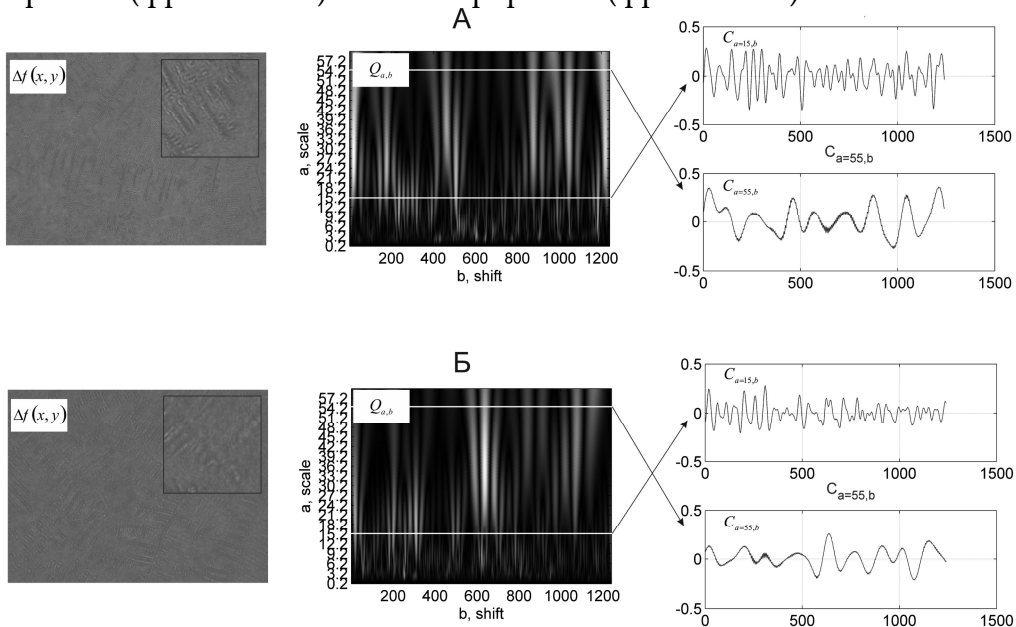 А
Δf(x, y)
Q_{a,b}
a, scale
57.2
54.2
51.2
48.2
45.2
42.2
39.2
36.2
33.2
30.2
27.2
24.2
21.2
18.2
15.2
12.2
9.2
6.2
3.2
0.2
200 400 600 800 1000 1200
b, shift
C_{a=15,b}
0.5
0
-0.5
0 500 1000 1500
C_{a=55,b}
C_{a=55,b}
0.5
0
-0.5
0 500 1000 1500
Б
Δf(x, y)
Q_{a,b}
a, scale
57.2
54.2
51.2
48.2
45.2
42.2
39.2
36.2
33.2
30.2
27.2
24.2
21.2
18.2
15.2
12.2
9.2
6.2
3.2
0.2
200 400 600 800 1000 1200
b, shift
C_{a=15,b}
0.5
0
-0.5
0 500 1000 1500
C_{a=55,b}
C_{a=55,b}
0.5
0
-0.5
0 500 1000 1500